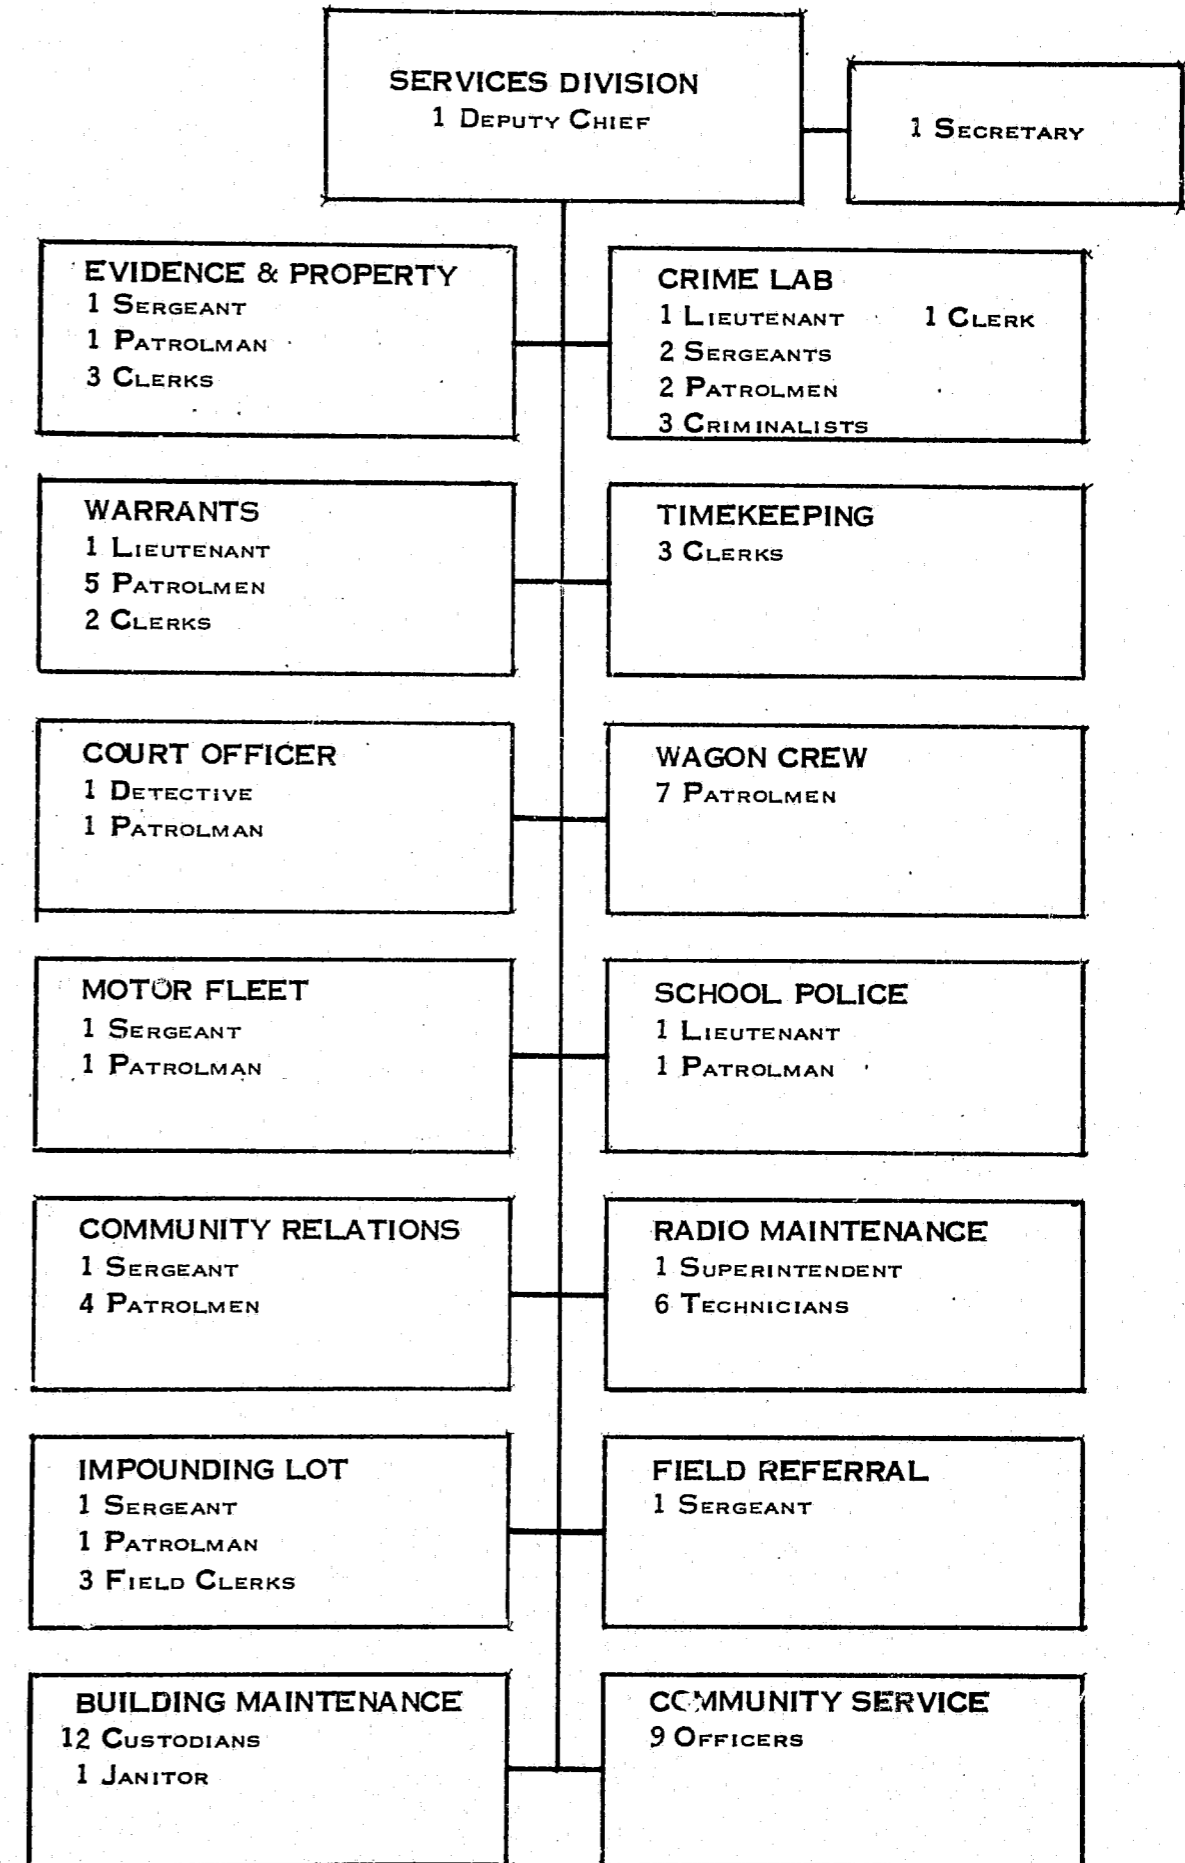 SERVICES DIVISION
1 DEPUTY CHIEF
1 SECRETARY
EVIDENCE & PROPERTY
1 SERGEANT
1 PATROLMAN
3 CLERKS
CRIME LAB
1 LIEUTENANT 1 CLERK
2 SERGEANTS
2 PATROLMEN
3 CRIMINALISTS
WARRANTS
1 LIEUTENANT
5 PATROLMEN
2 CLERKS
TIMEKEEPING
3 CLERKS
COURT OFFICER
1 DETECTIVE
1 PATROLMAN
WAGON CREW
7 PATROLMEN
MOTOR FLEET
1 SERGEANT
1 PATROLMAN
SCHOOL POLICE
1 LIEUTENANT
1 PATROLMAN
COMMUNITY RELATIONS
1 SERGEANT
4 PATROLMEN
RADIO MAINTENANCE
1 SUPERINTENDENT
6 TECHNICIANS
IMPOUNDING LOT
1 SERGEANT
1 PATROLMAN
3 FIELD CLERKS
FIELD REFERRAL
1 SERGEANT
BUILDING MAINTENANCE
12 CUSTODIANS
1 JANITOR
COMMUNITY SERVICE
9 OFFICERS